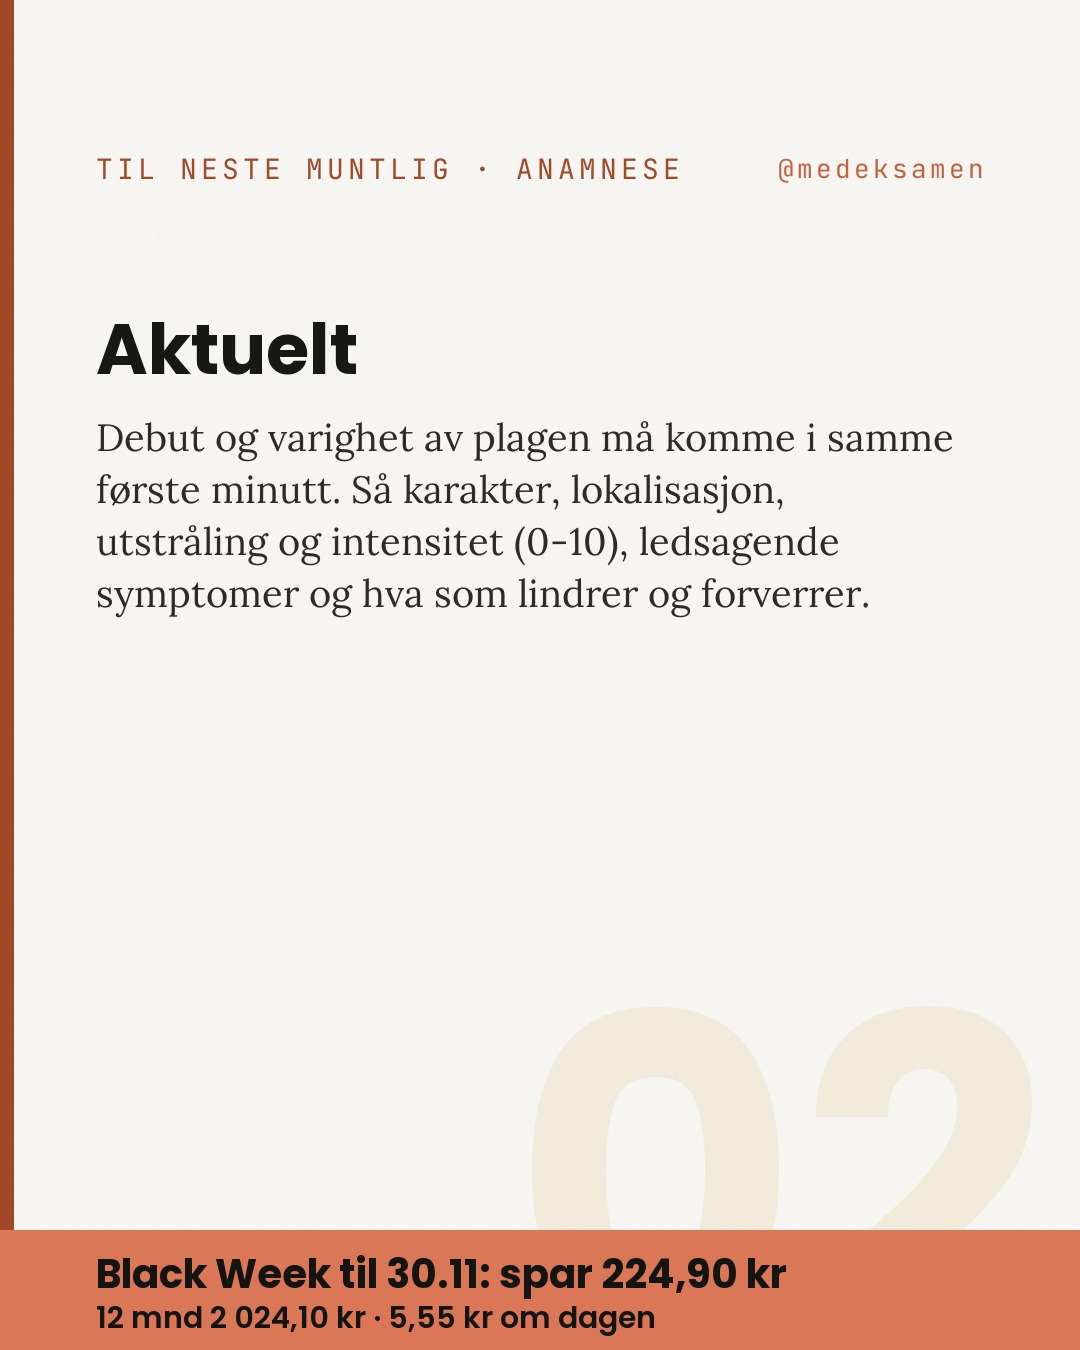 TIL NESTE MUNTLIG · ANAMNESE
@medeksamen
Aktuelt
Debut og varighet av plagen må komme i samme
første minutt. Så karakter, lokalisasjon,
utstråling og intensitet (0–10), ledsagende
symptomer og hva som lindrer og forverrer.
02
Black Week til 30.11: spar 224,90 kr
12 mnd 2 024,10 kr · 5,55 kr om dagen